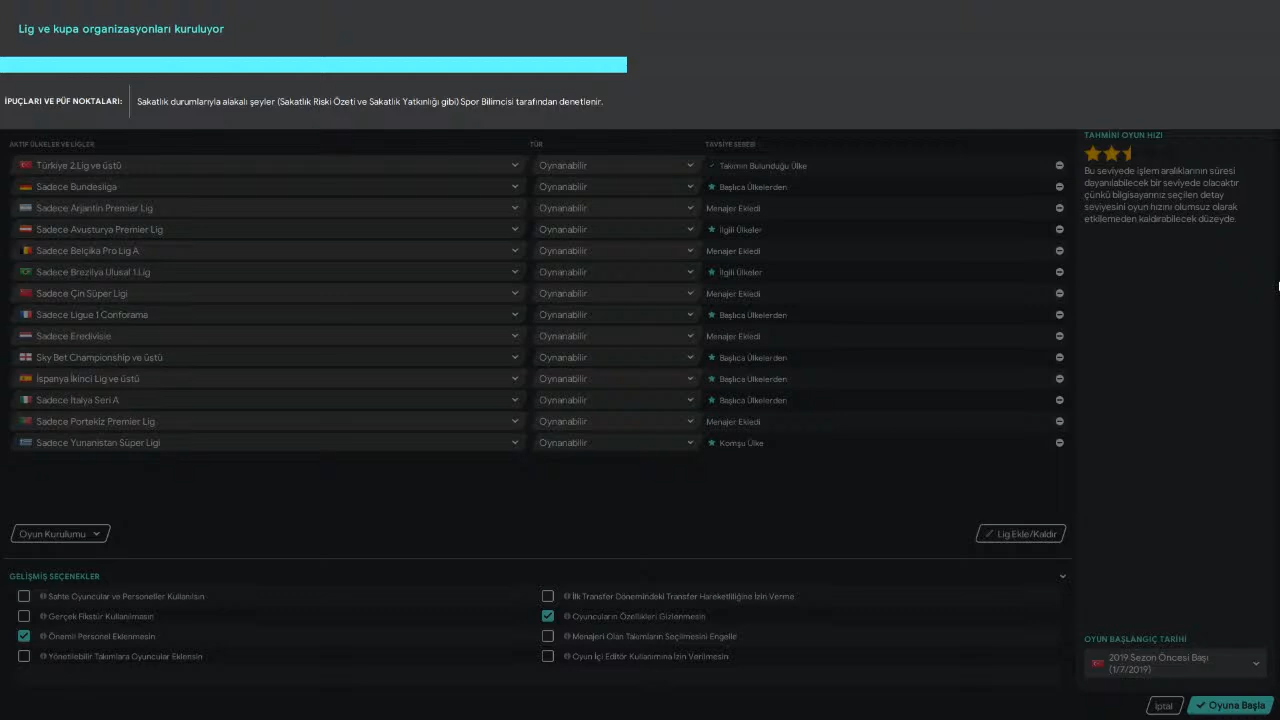 Lig ve kupa organizasyonları kuruluyor
İPUÇLARI VE PÜF NOKTALARI: Sakatlık durumlarıyla alakalı şeyler (Sakatlık Riski Özeti ve Sakatlık Yatkınlığı gibi) Spor Bilimcisi tarafından denetlenir.
AKTİF ÜLKELER VE LİGLER TÜR TAVSİYE SEBEBİ
Türkiye 2.Lig ve üstü Oynanabilir Takımın Bulunduğu Ülke
Sadece Bundesliga Oynanabilir Başlıca Ülkelerden
Sadece Arjantin Premier Lig Oynanabilir Menajer Ekledi
Sadece Avusturya Premier Lig Oynanabilir İlgili Ülkeler
Sadece Belçika Pro Lig A Oynanabilir Menajer Ekledi
Sadece Brezilya Ulusal 1.Lig Oynanabilir İlgili Ülkeler
Sadece Çin Süper Ligi Oynanabilir Menajer Ekledi
Sadece Ligue 1 Conforama Oynanabilir Başlıca Ülkelerden
Sadece Eredivisie Oynanabilir Menajer Ekledi
Sky Bet Championship ve üstü Oynanabilir Başlıca Ülkelerden
İspanya İkinci Lig ve üstü Oynanabilir Başlıca Ülkelerden
Sadece İtalya Seri A Oynanabilir Başlıca Ülkelerden
Sadece Portekiz Premier Lig Oynanabilir Menajer Ekledi
Sadece Yunanistan Süper Ligi Oynanabilir Komşu Ülke
TAHMİNİ OYUN HIZI
Bu seviyede işlem aralıklarının süresi
dayanılabilecek bir seviyede olacaktır
çünkü bilgisayarınız seçilen detay
seviyesini oyun hızını olumsuz olarak
etkilemeden kaldırabilecek düzeyde.
Oyun Kurulumu Lig Ekle/Kaldır
GELİŞMİŞ SEÇENEKLER
Sahte Oyuncular ve Personeller Kullanılsın İlk Transfer Dönemindeki Transfer Hareketliliğine İzin Verme
Gerçek Fikstür Kullanılmasın Oyuncuların Özellikleri Gizlenmesin
Önemli Personel Eklenmesin Menajeri Olan Takımların Seçilmesini Engelle
Yönetilebilir Takımlara Oyuncular Eklensin Oyun İçi Editör Kullanımına İzin Verilmesin
OYUN BAŞLANGIÇ TARİHİ
2019 Sezon Öncesi Başı
(1/7/2019)
İptal Oyuna Başla